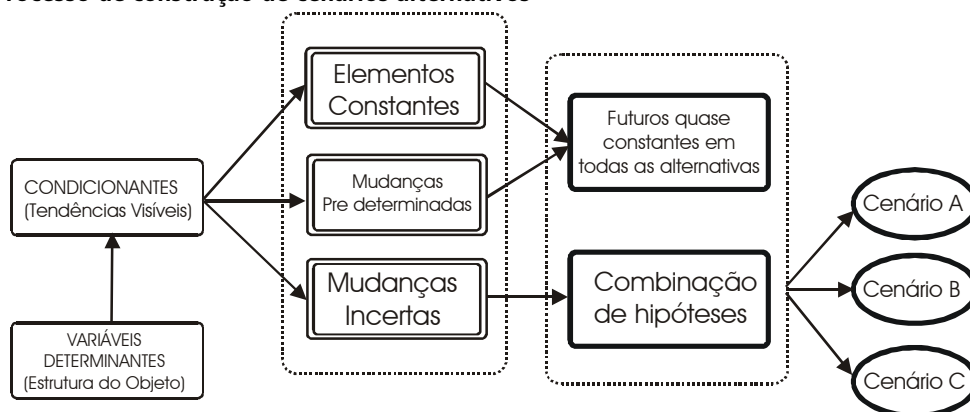 rocesso de construção de cenários alternativos
CONDICIONANTES
(Tendências Visíveis)
VARIÁVEIS
DETERMINANTES
(Estrutura do Objeto)
Elementos
Constantes
Mudanças
Pre determinadas
Mudanças
Incertas
Futuros quase
constantes em
todas as alternativas
Combinação
de hipóteses
Cenário A
Cenário B
Cenário C